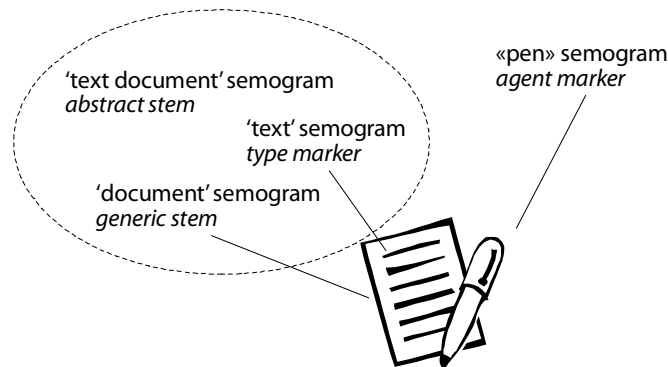 ‘text document’ semogram
abstract stem
‘text’ semogram
type marker
‘document’ semogram
generic stem
«pen» semogram
agent marker